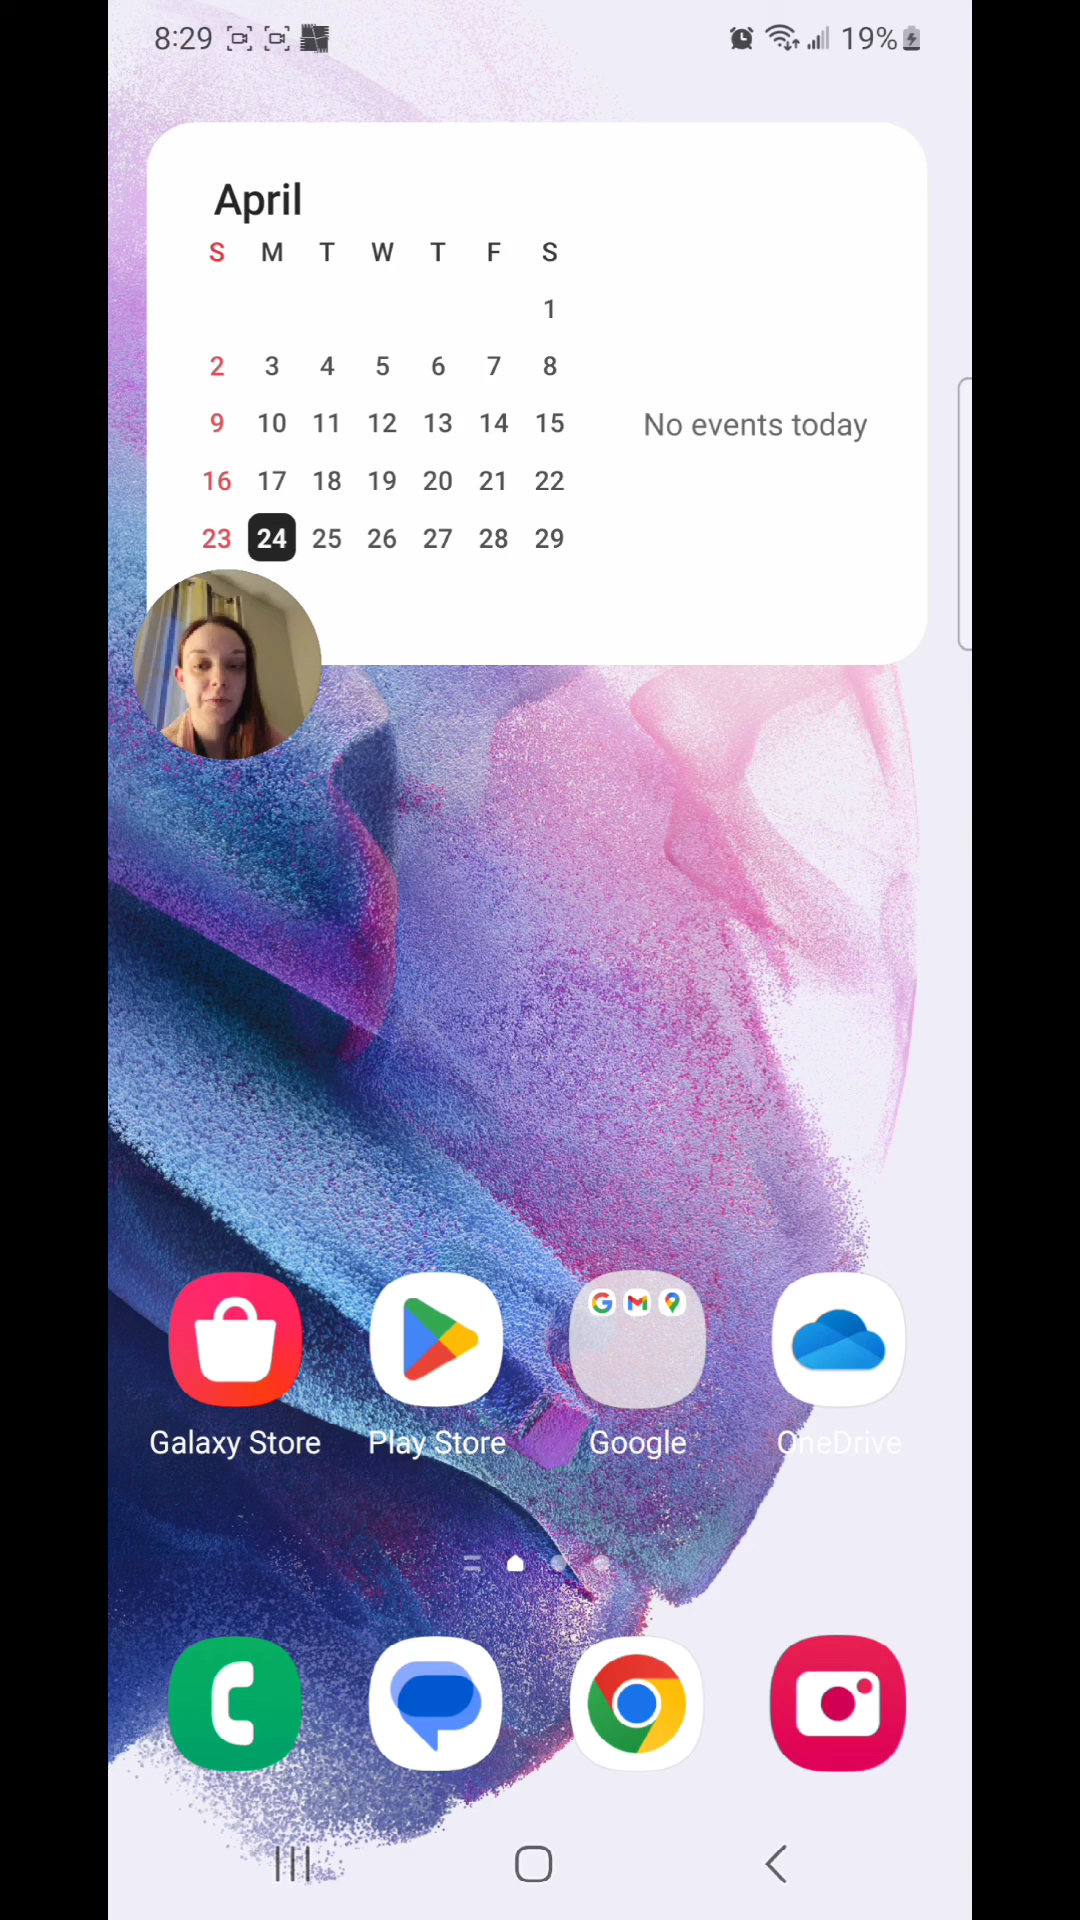 8:29 19%
April
S M T W T F S
1
2 3 4 5 6 7 8
9 10 11 12 13 14 15
No events today
16 17 18 19 20 21 22
23 24 25 26 27 28 29
Galaxy Store Play Store Google OneDrive